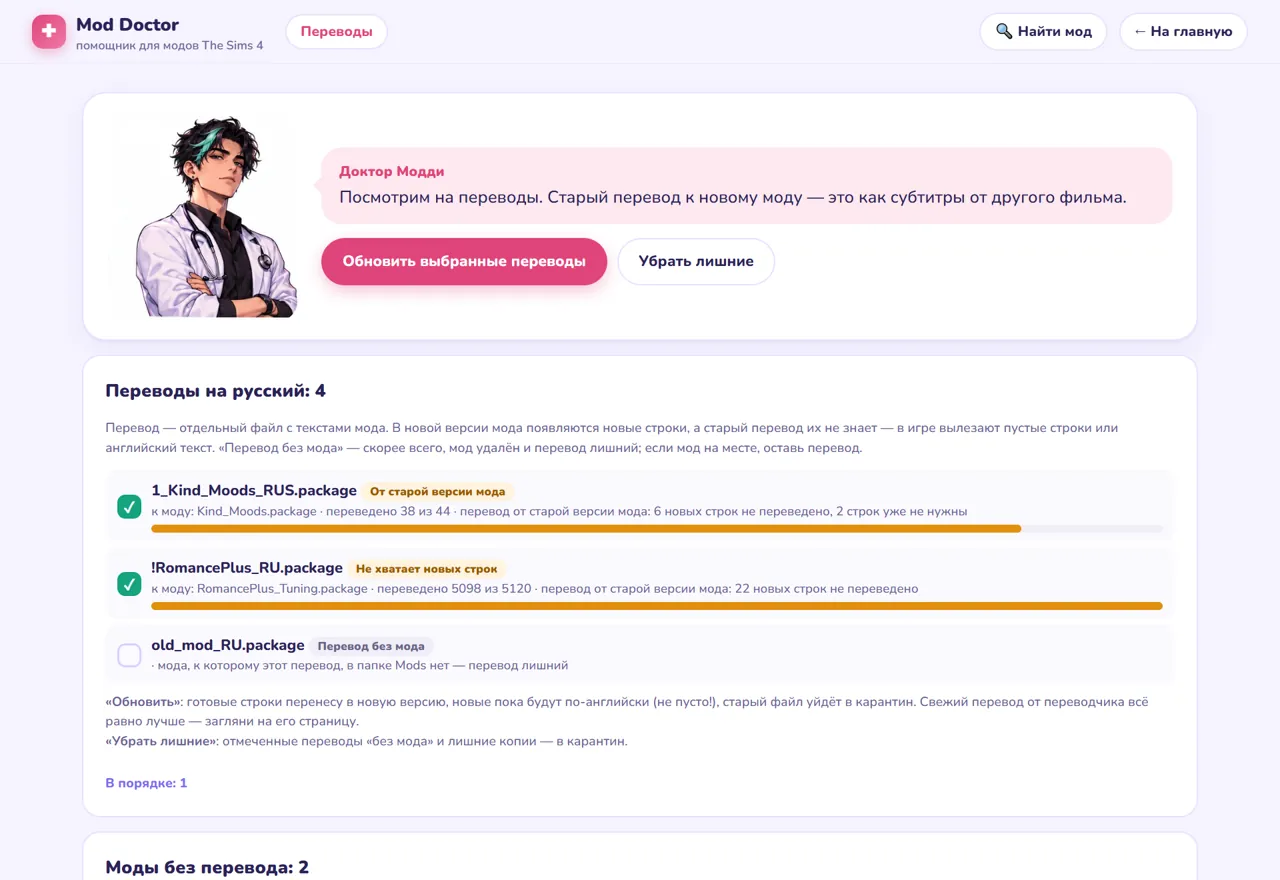 Mod Doctor
помощник для модов The Sims 4
Переводы
🔍 Найти мод
← На главную
Доктор Модди
Посмотрим на переводы. Старый перевод к новому моду — это как субтитры от другого фильма.
Обновить выбранные переводы
Убрать лишние
Переводы на русский: 4
Перевод — отдельный файл с текстами мода. В новой версии мода появляются новые строки, а старый перевод их не знает — в игре вылезают пустые строки или
английский текст. «Перевод без мода» — скорее всего, мод удалён и перевод лишний; если мод на месте, оставь перевод.
1_Kind_Moods_RUS.package От старой версии мода
к моду: Kind_Moods.package · переведено 38 из 44 · перевод от старой версии мода: 6 новых строк не переведено, 2 строк уже не нужны
!RomancePlus_RU.package Не хватает новых строк
к моду: RomancePlus_Tuning.package · переведено 5098 из 5120 · перевод от старой версии мода: 22 новых строк не переведено
old_mod_RU.package Перевод без мода
· мода, к которому этот перевод, в папке Mods нет — перевод лишний
«Обновить»: готовые строки перенесу в новую версию, новые пока будут по-английски (не пусто!), старый файл уйдёт в карантин. Свежий перевод от переводчика всё
равно лучше — загляни на его страницу.
«Убрать лишние»: отмеченные переводы «без мода» и лишние копии — в карантин.
В порядке: 1
Моды без перевода: 2